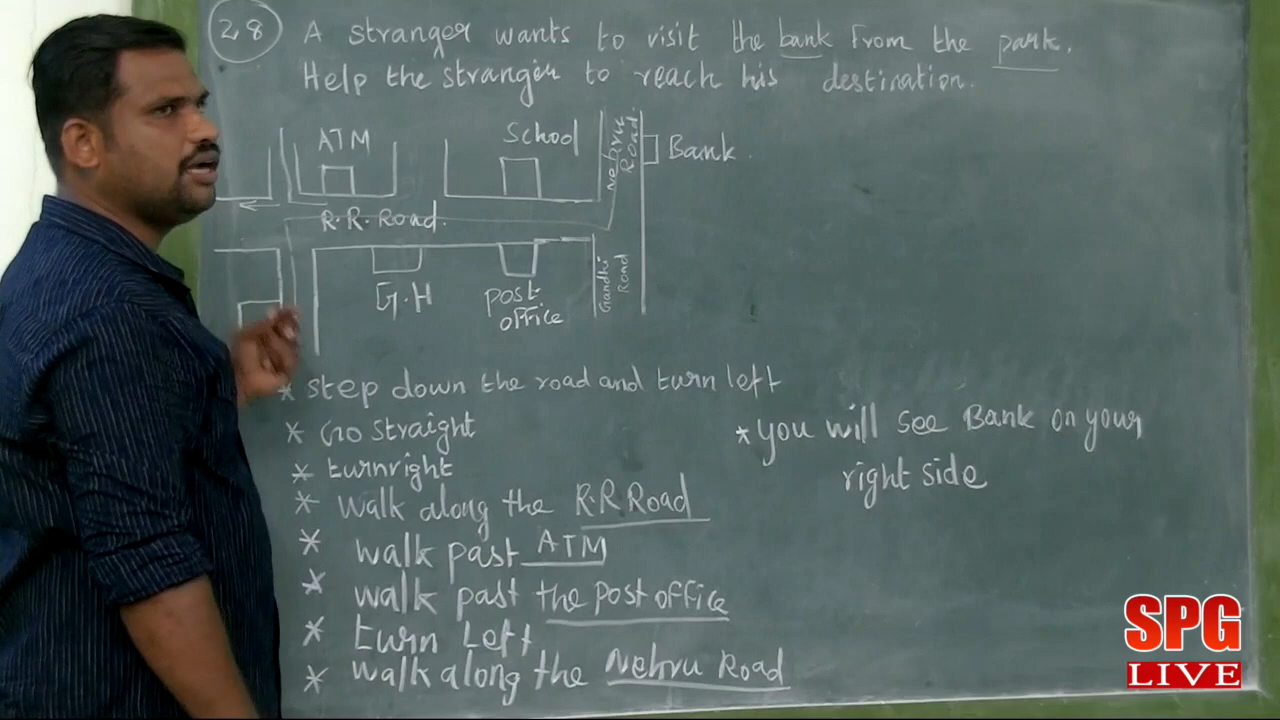 28
A stranger wants to visit the bank from the park.
Help the stranger to reach his destination.
ATM
School
Nehru
Road
Bank.
R.R. Road.
G.H
post
office
Gandhi
Road
* step down the road and turn left
* Go straight
* turnright
* walk along the R.R Road
* walk past ATM
* walk past the post office
* turn Left
* walk along the Nehru Road
* you will see Bank on your
right side
SPG
LIVE